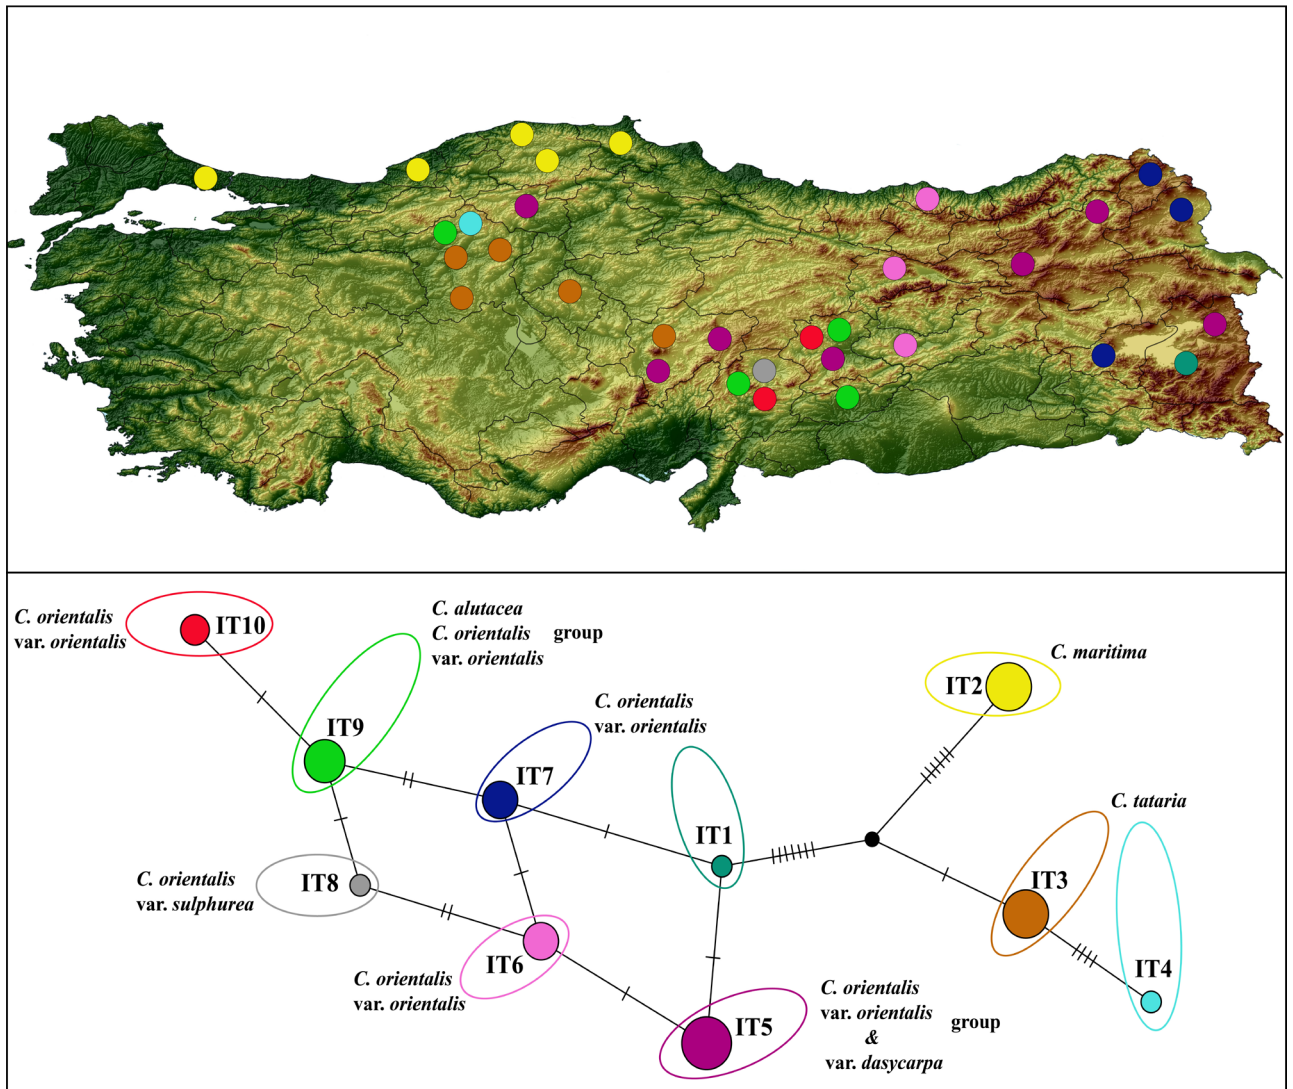 C. orientalis
var. orientalis
IT10
C. alutacea
C. orientalis group
var. orientalis
IT9
C. orientalis
var. orientalis
IT7
IT1
C. maritima
IT2
C. tataria
IT3
IT4
C. orientalis
var. sulphurea
IT8
C. orientalis
var. orientalis
IT6
IT5
C. orientalis
var. orientalis
& group
var. dasycarpa